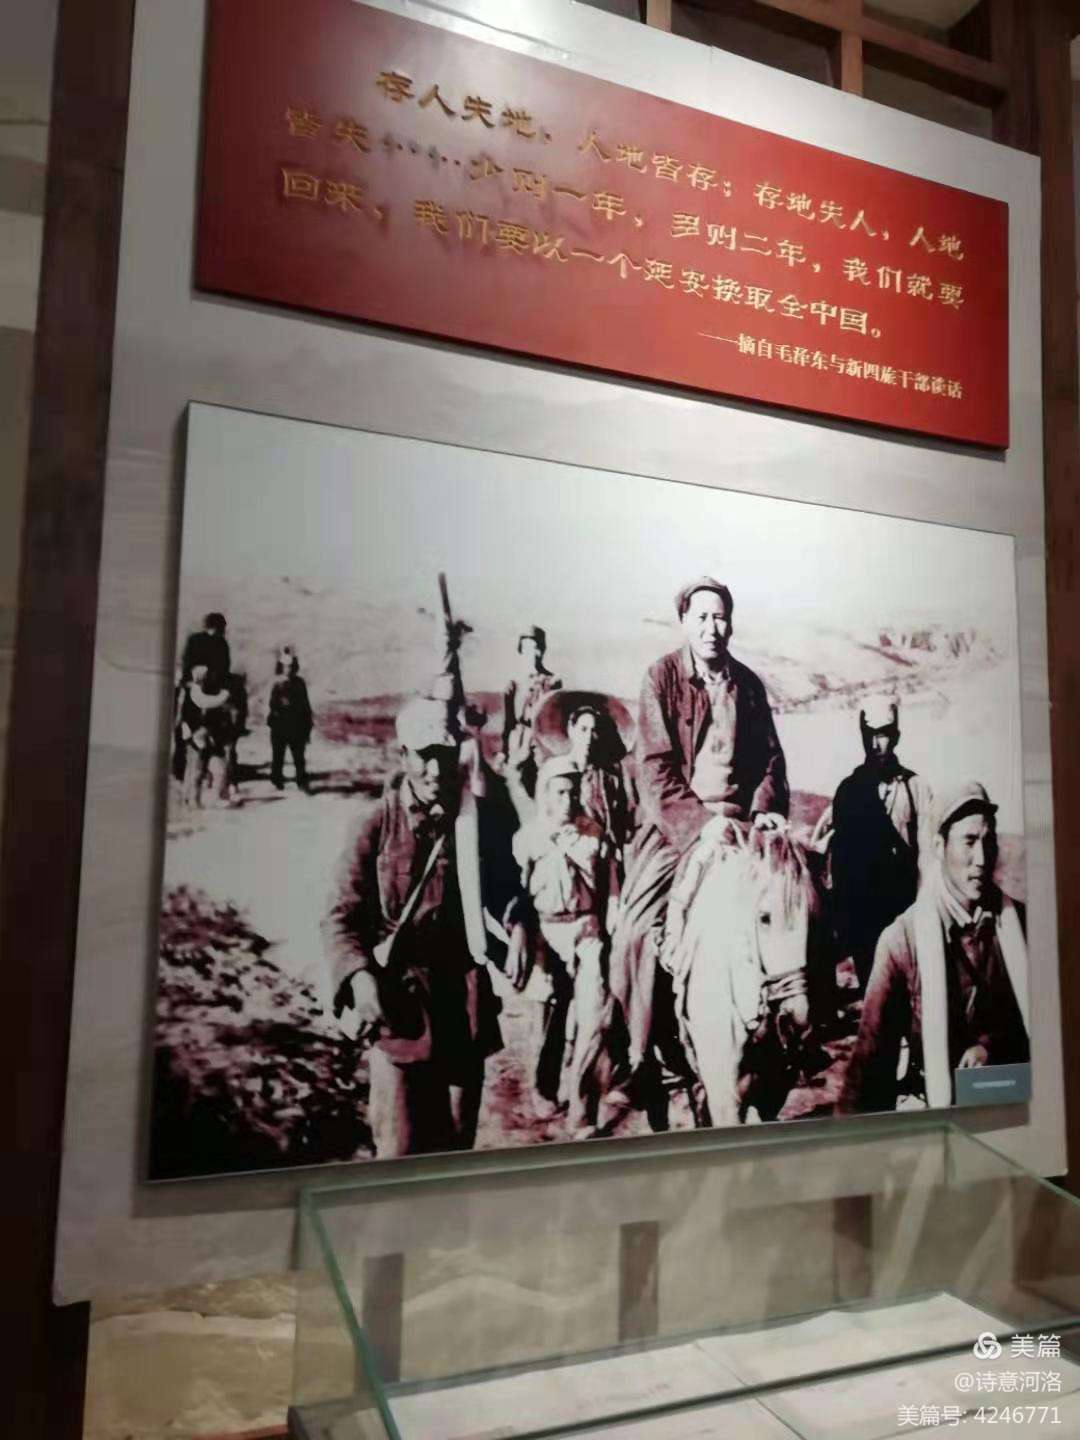 存人失地，人地皆存；存地失人，人地
皆失……少则一年，多则二年，我们就要
回来，我们要以一个延安换取全中国。
——摘自毛泽东与新四旅干部谈话
美篇
@诗意河洛
美篇号: 4246771